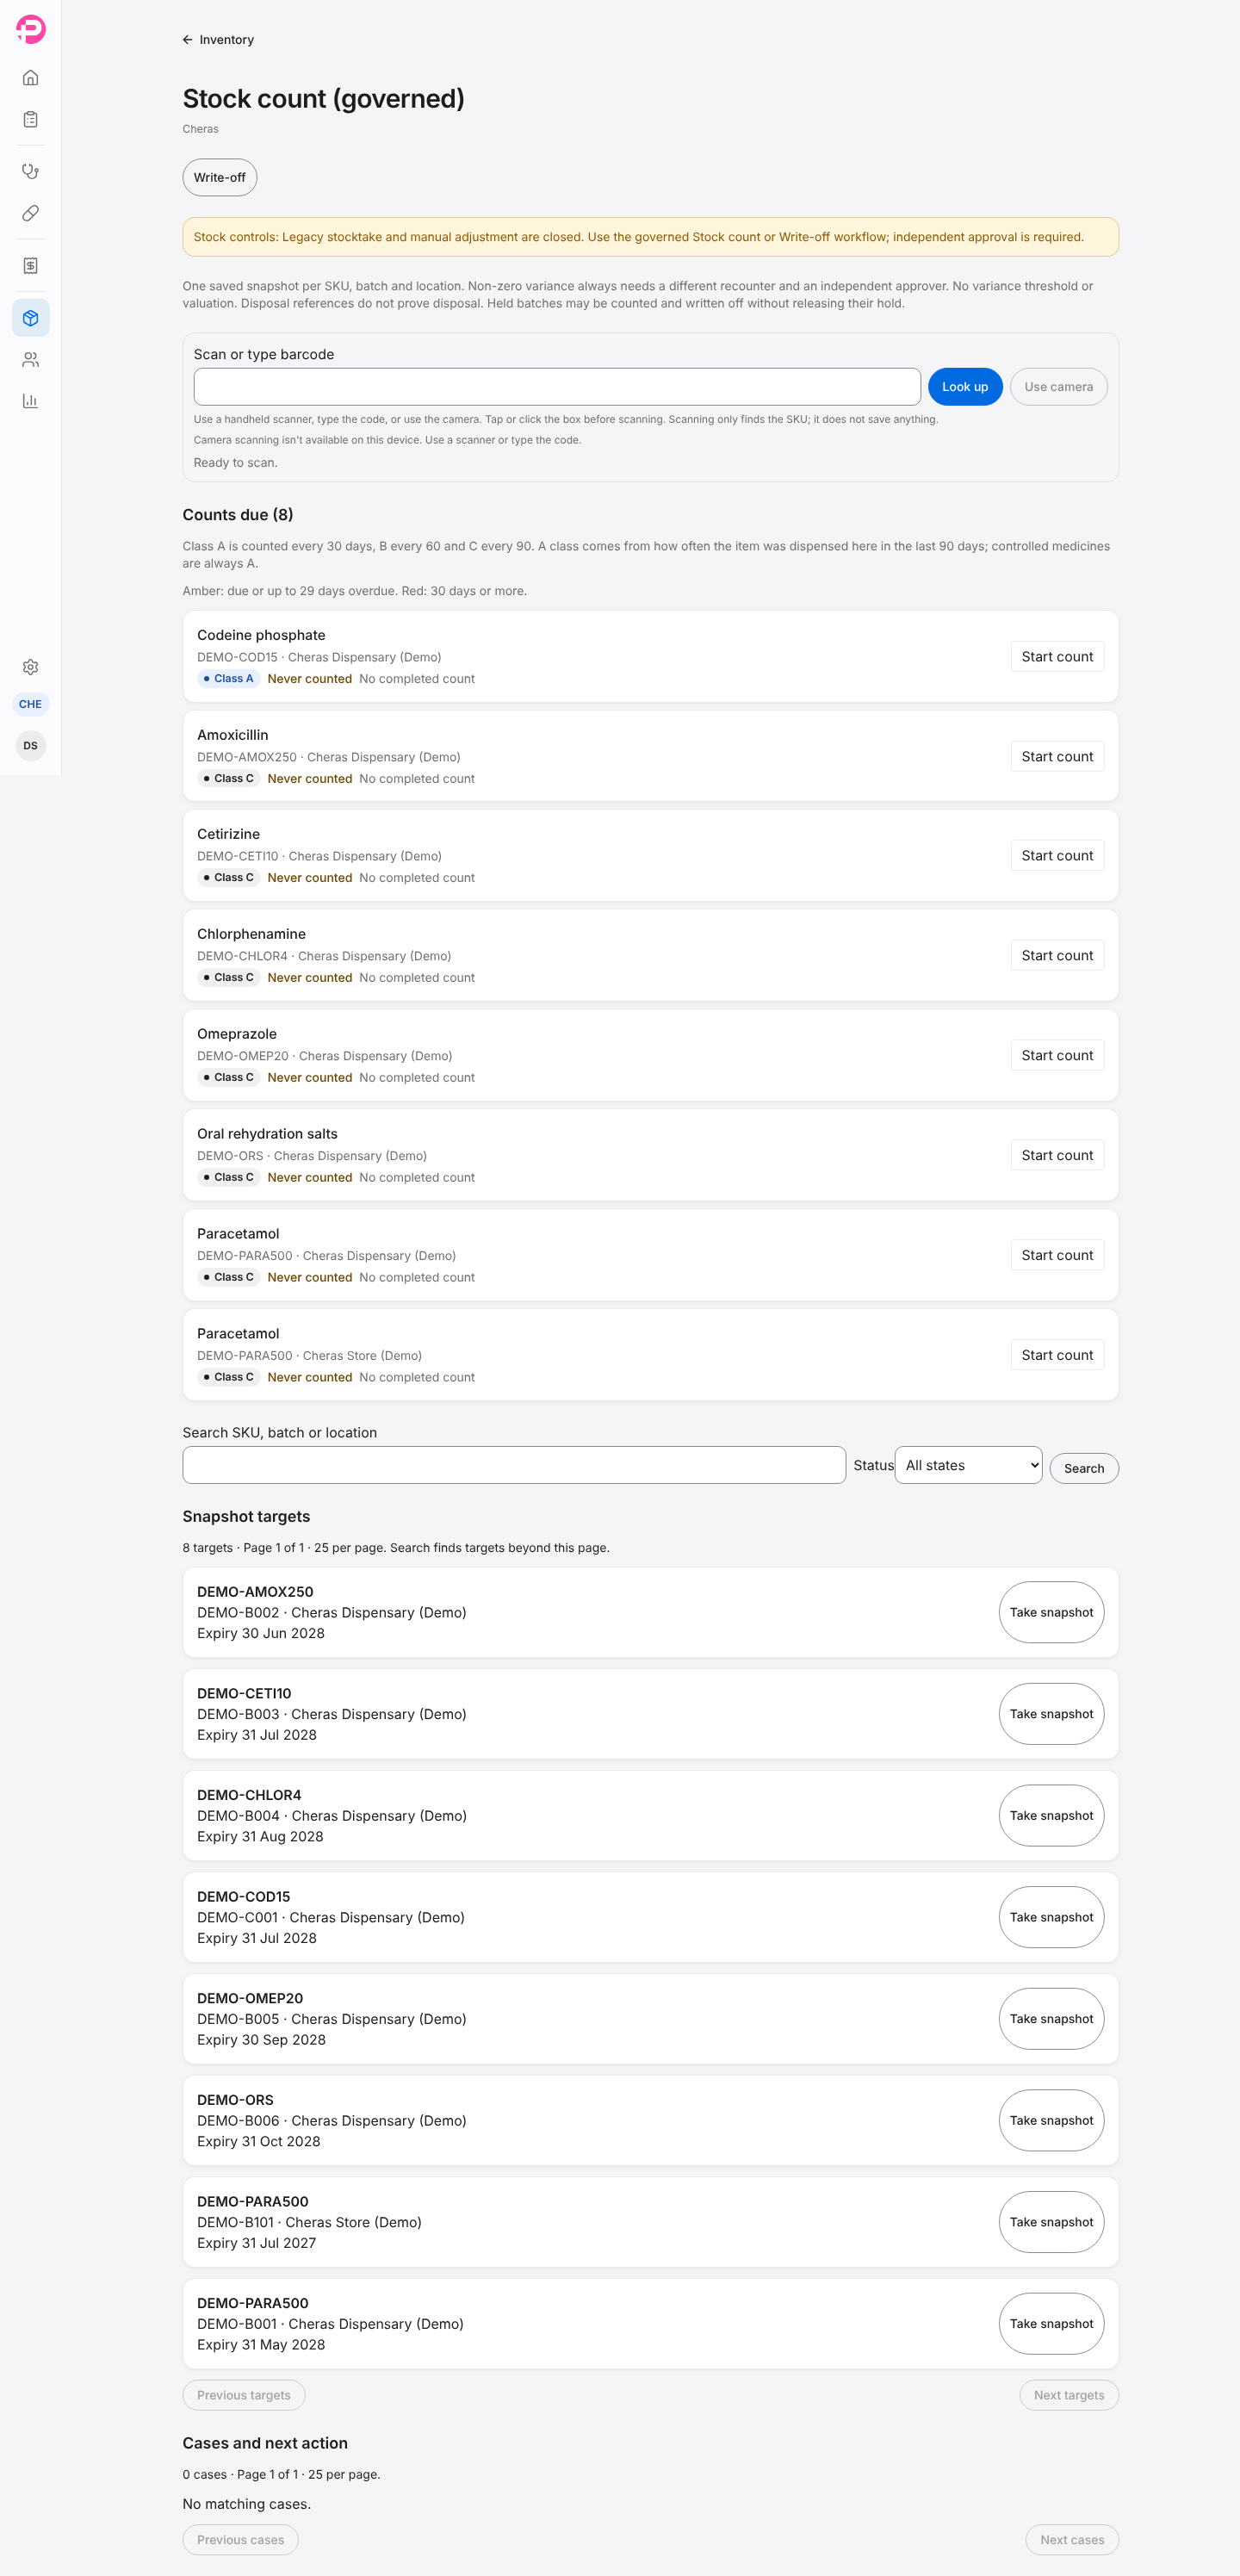 Inventory
Stock count (governed)
Cheras
Write-off
Stock controls: Legacy stocktake and manual adjustment are closed. Use the governed Stock count or Write-off workflow; independent approval is required.
One saved snapshot per SKU, batch and location. Non-zero variance always needs a different recounter and an independent approver. No variance threshold or
valuation. Disposal references do not prove disposal. Held batches may be counted and written off without releasing their hold.
Scan or type barcode
Look up
Use camera
Use a handheld scanner, type the code, or use the camera. Tap or click the box before scanning. Scanning only finds the SKU; it does not save anything.
Camera scanning isn't available on this device. Use a scanner or type the code.
Ready to scan.
Counts due (8)
Class A is counted every 30 days, B every 60 and C every 90. A class comes from how often the item was dispensed here in the last 90 days; controlled medicines
are always A.
Amber: due or up to 29 days overdue. Red: 30 days or more.
Codeine phosphate
DEMO-COD15 · Cheras Dispensary (Demo)
Class A Never counted No completed count
Start count
Amoxicillin
DEMO-AMOX250 · Cheras Dispensary (Demo)
Class C Never counted No completed count
Start count
Cetirizine
DEMO-CETI10 · Cheras Dispensary (Demo)
Class C Never counted No completed count
Start count
Chlorphenamine
DEMO-CHLOR4 · Cheras Dispensary (Demo)
Class C Never counted No completed count
Start count
Omeprazole
DEMO-OMEP20 · Cheras Dispensary (Demo)
Class C Never counted No completed count
Start count
Oral rehydration salts
DEMO-ORS · Cheras Dispensary (Demo)
Class C Never counted No completed count
Start count
Paracetamol
DEMO-PARA500 · Cheras Dispensary (Demo)
Class C Never counted No completed count
Start count
Paracetamol
DEMO-PARA500 · Cheras Store (Demo)
Class C Never counted No completed count
Start count
CHE
DS
Search SKU, batch or location
Status All states
Search
Snapshot targets
8 targets · Page 1 of 1 · 25 per page. Search finds targets beyond this page.
DEMO-AMOX250
DEMO-B002 · Cheras Dispensary (Demo)
Expiry 30 Jun 2028
Take snapshot
DEMO-CETI10
DEMO-B003 · Cheras Dispensary (Demo)
Expiry 31 Jul 2028
Take snapshot
DEMO-CHLOR4
DEMO-B004 · Cheras Dispensary (Demo)
Expiry 31 Aug 2028
Take snapshot
DEMO-COD15
DEMO-C001 · Cheras Dispensary (Demo)
Expiry 31 Jul 2028
Take snapshot
DEMO-OMEP20
DEMO-B005 · Cheras Dispensary (Demo)
Expiry 30 Sep 2028
Take snapshot
DEMO-ORS
DEMO-B006 · Cheras Dispensary (Demo)
Expiry 31 Oct 2028
Take snapshot
DEMO-PARA500
DEMO-B101 · Cheras Store (Demo)
Expiry 31 Jul 2027
Take snapshot
DEMO-PARA500
DEMO-B001 · Cheras Dispensary (Demo)
Expiry 31 May 2028
Take snapshot
Previous targets
Next targets
Cases and next action
0 cases · Page 1 of 1 · 25 per page.
No matching cases.
Previous cases
Next cases